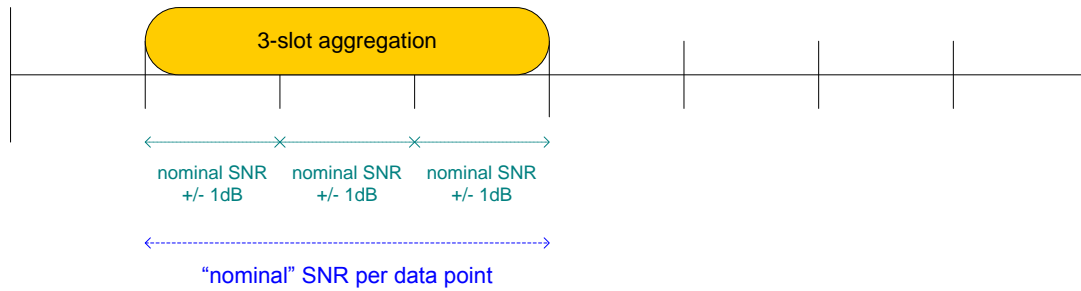 3-slot aggregation
nominal SNR
+/- 1dB
nominal SNR
+/- 1dB
nominal SNR
+/- 1dB
“nominal” SNR per data point